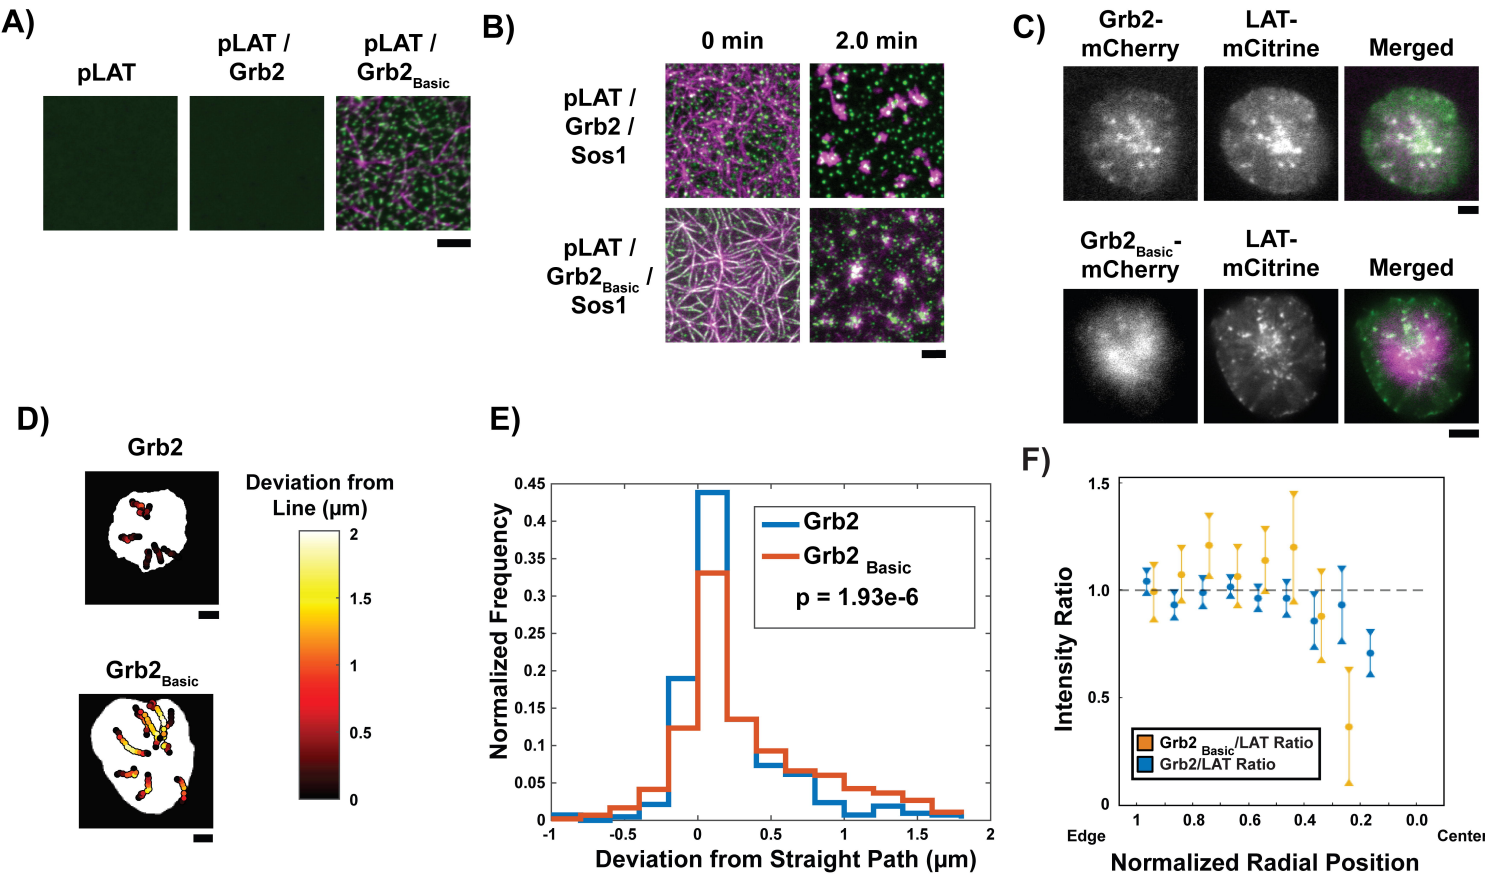 A)
pLAT
pLAT /
Grb2
pLAT /
Grb2Basic
B)
0 min
2.0 min
pLAT /
Grb2 /
Sos1
pLAT /
Grb2Basic /
Sos1
C)
Grb2-
mCherry
LAT-
mCitrine
Merged
Grb2Basic-
mCherry
LAT-
mCitrine
Merged
D)
Grb2
Grb2Basic
Deviation from
Line (µm)
2
1.5
1
0.5
0
E)
Normalized Frequency
0.45
0.4
0.35
0.3
0.25
0.2
0.15
0.1
0.05
0
-1
-0.5
0
0.5
1
1.5
2
Deviation from Straight Path (µm)
Grb2
Grb2 Basic
p = 1.93e-6
F)
Intensity Ratio
1.5
1.0
0.5
0
Grb2 Basic/LAT Ratio
Grb2/LAT Ratio
1
0.8
0.6
0.4
0.2
0.0
Edge
Center
Normalized Radial Position